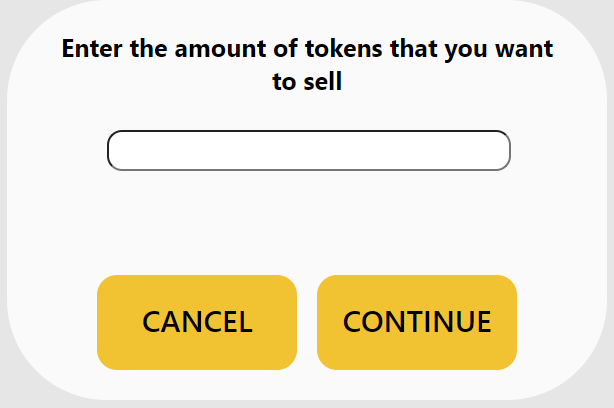 Enter the amount of tokens that you want
to sell
CANCEL CONTINUE